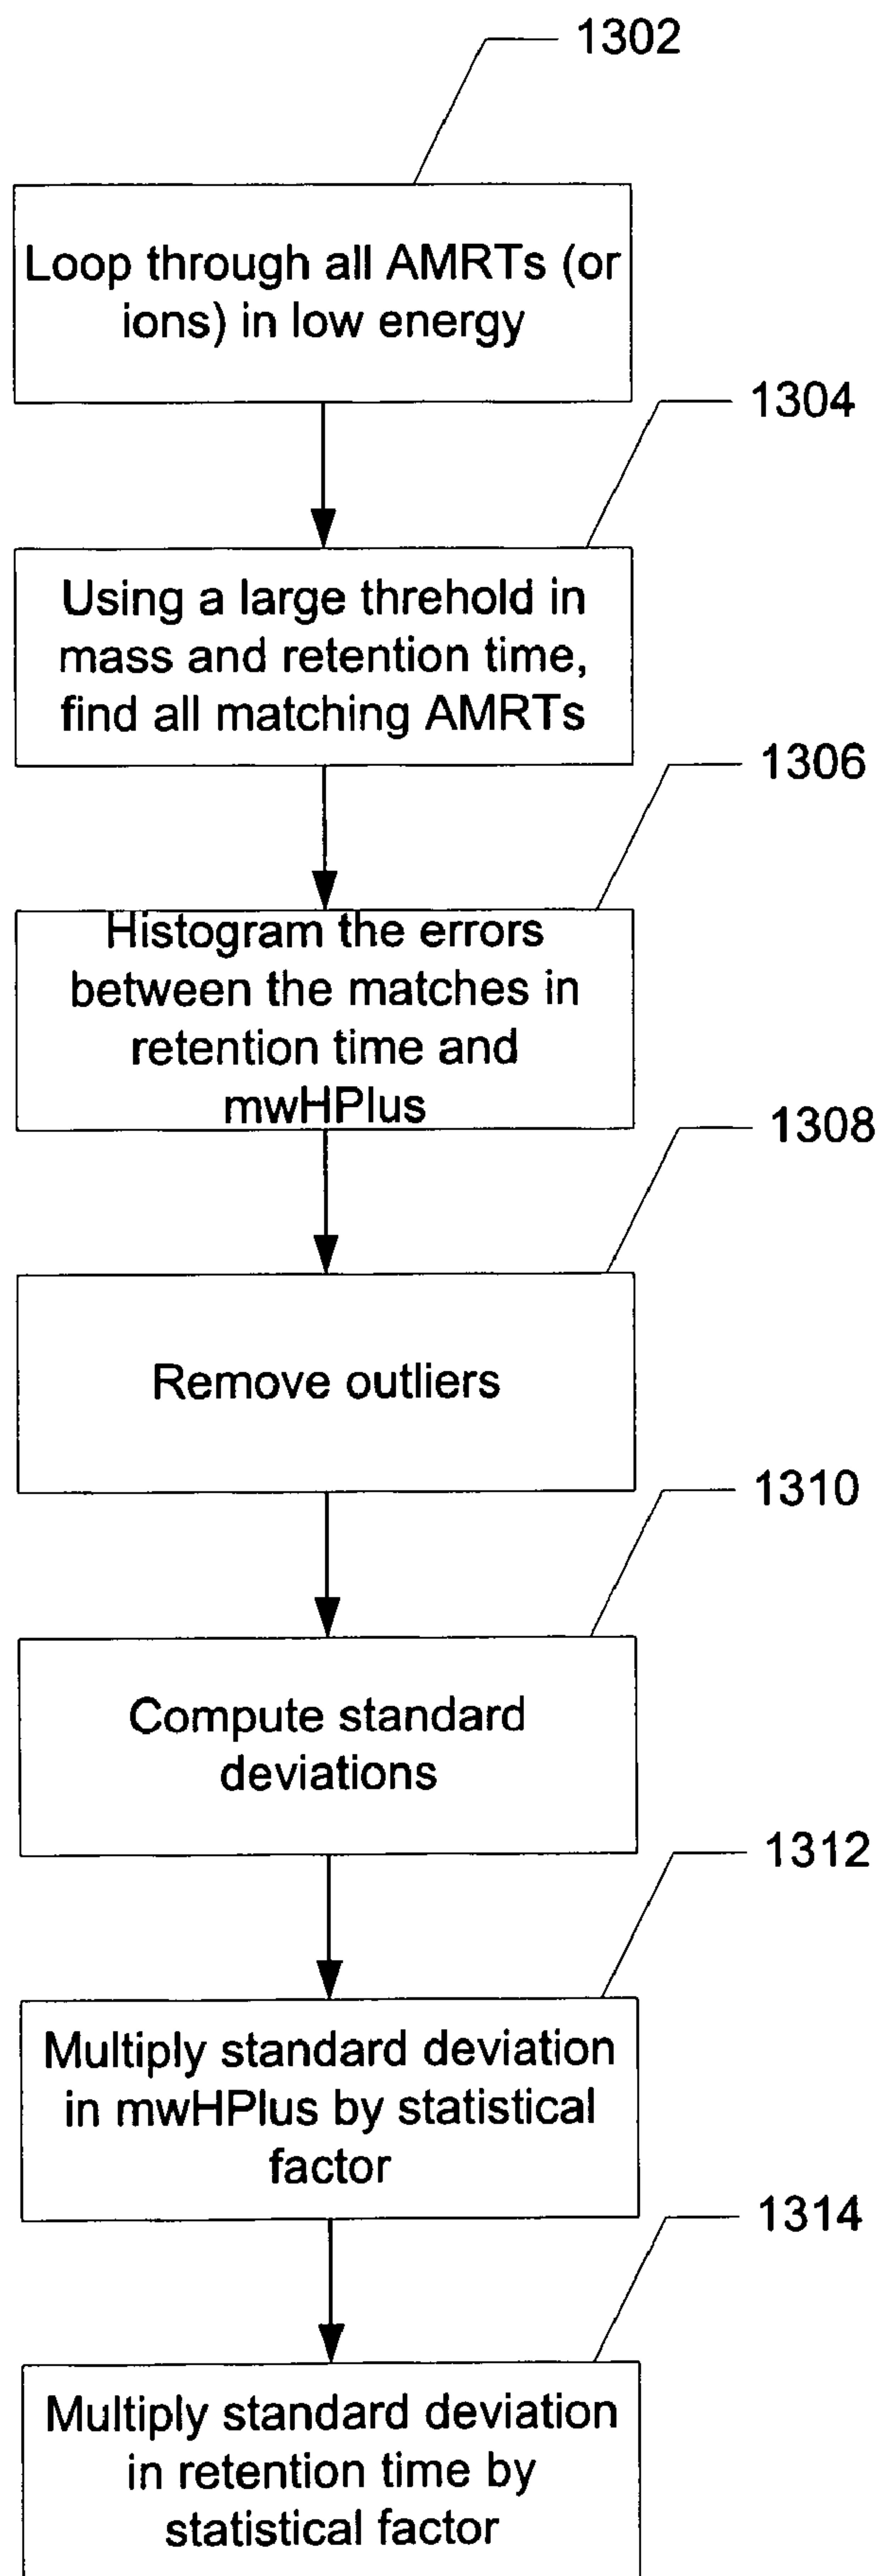 1302
Loop through all AMRTs (or
ions) in low energy
1304
Using a large threhold in
mass and retention time,
find all matching AMRTs
1306
Histogram the errors
between the matches in
retention time and
mwHPlus
1308
Remove outliers
1310
Compute standard
deviations
1312
Multiply standard deviation
in mwHPlus by statistical
factor
1314
Multiply standard deviation
in retention time by
statistical factor